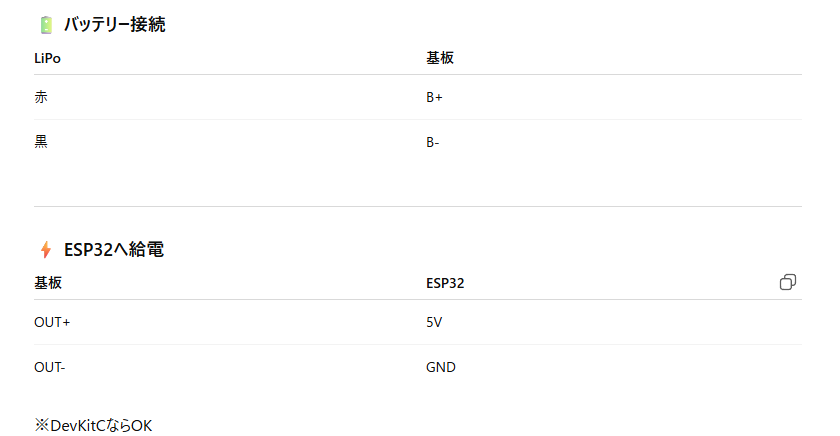 🔋 バッテリー接続
LiPo 基板
赤 B+
黒 B-
⚡ ESP32へ給電
基板 ESP32
OUT+ 5V
OUT- GND
※DevKitCならOK